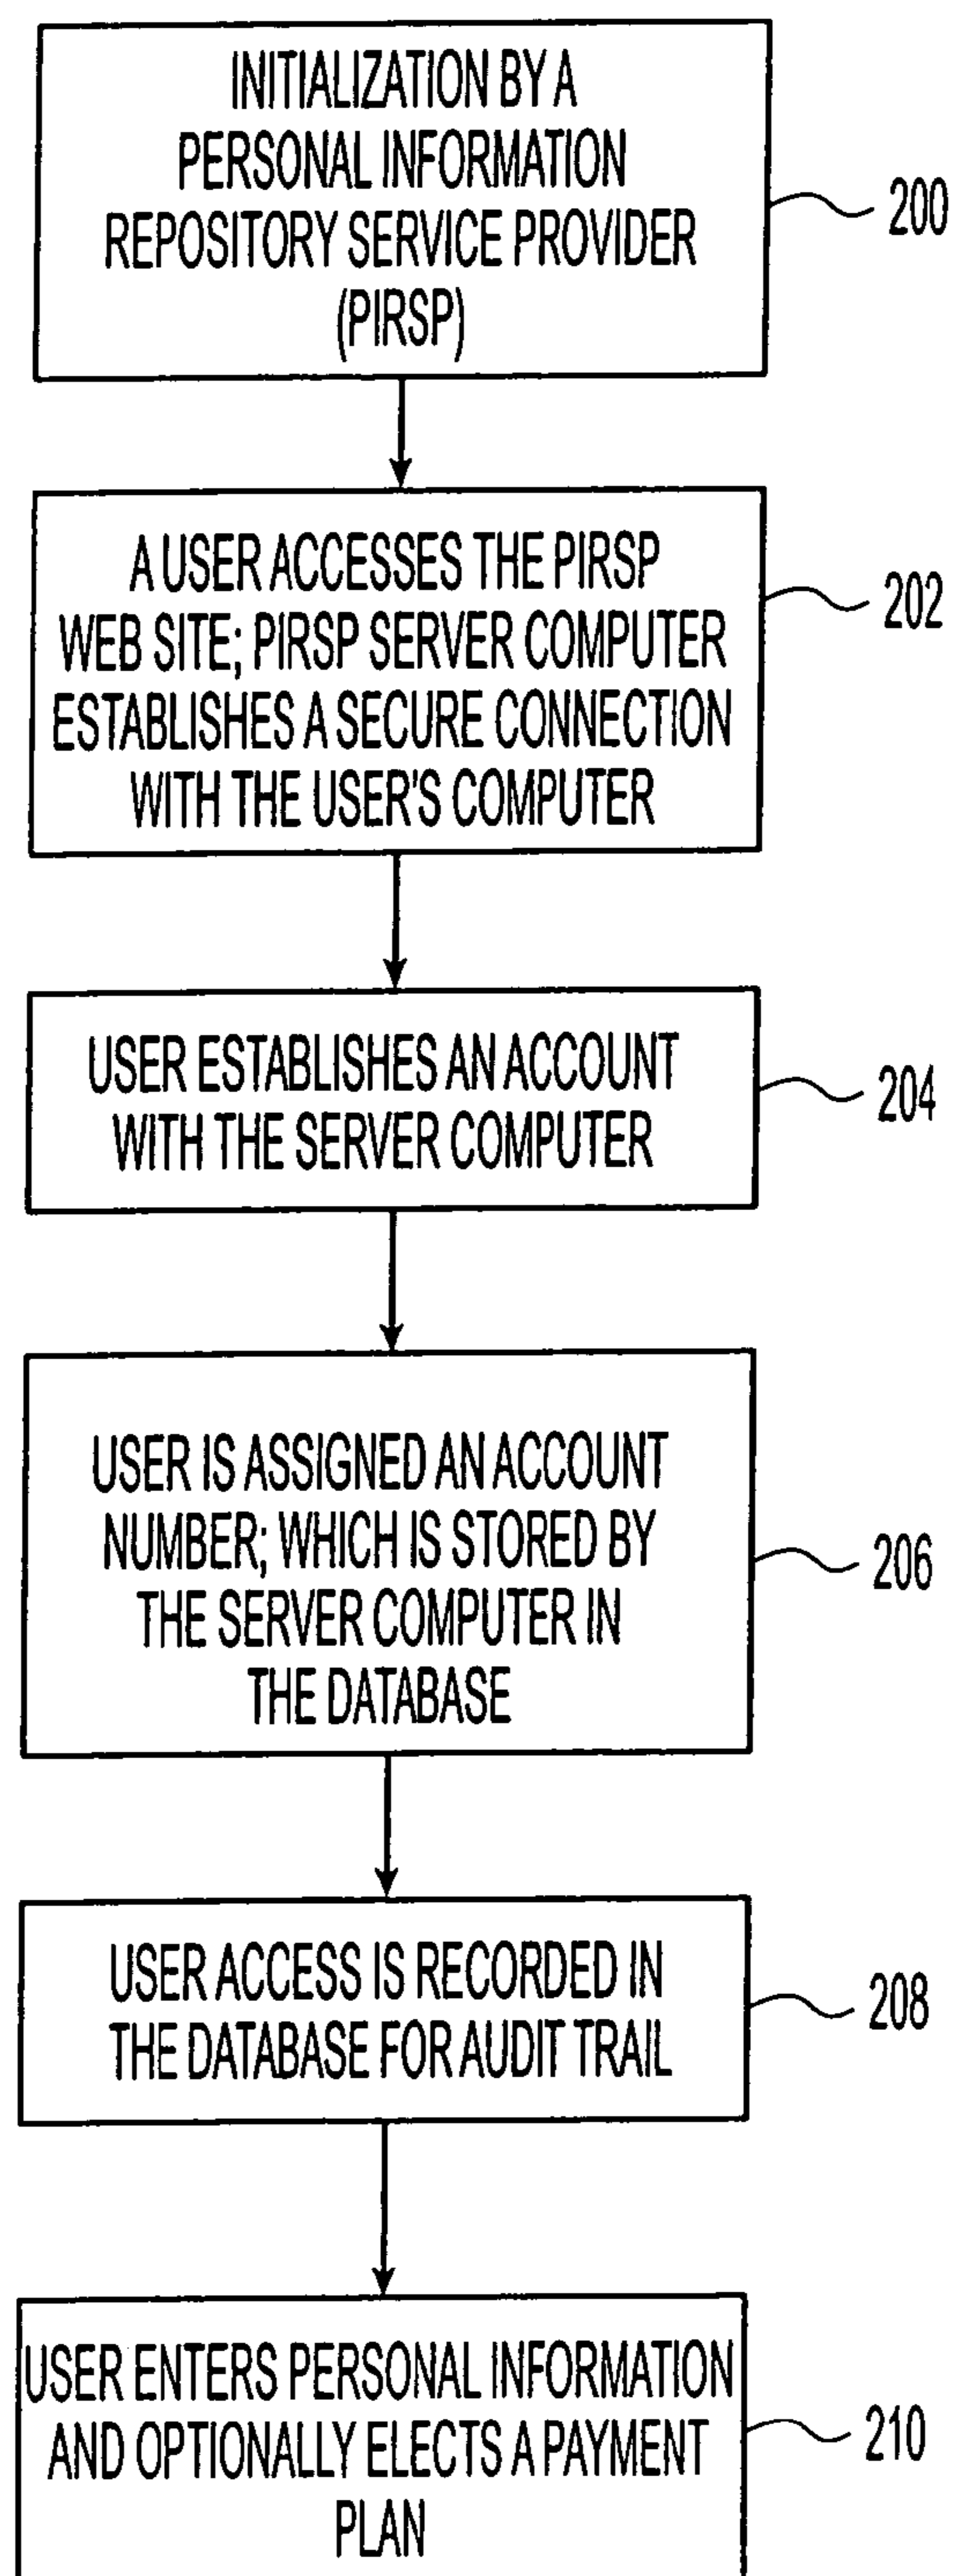 INITIALIZATION BY A
PERSONAL INFORMATION
REPOSITORY SERVICE PROVIDER
(PIRSP)
200
A USER ACCESSES THE PIRSP
WEB SITE; PIRSP SERVER COMPUTER
ESTABLISHES A SECURE CONNECTION
WITH THE USER'S COMPUTER
202
USER ESTABLISHES AN ACCOUNT
WITH THE SERVER COMPUTER
204
USER IS ASSIGNED AN ACCOUNT
NUMBER; WHICH IS STORED BY
THE SERVER COMPUTER IN
THE DATABASE
206
USER ACCESS IS RECORDED IN
THE DATABASE FOR AUDIT TRAIL
208
USER ENTERS PERSONAL INFORMATION
AND OPTIONALLY ELECTS A PAYMENT
PLAN
210